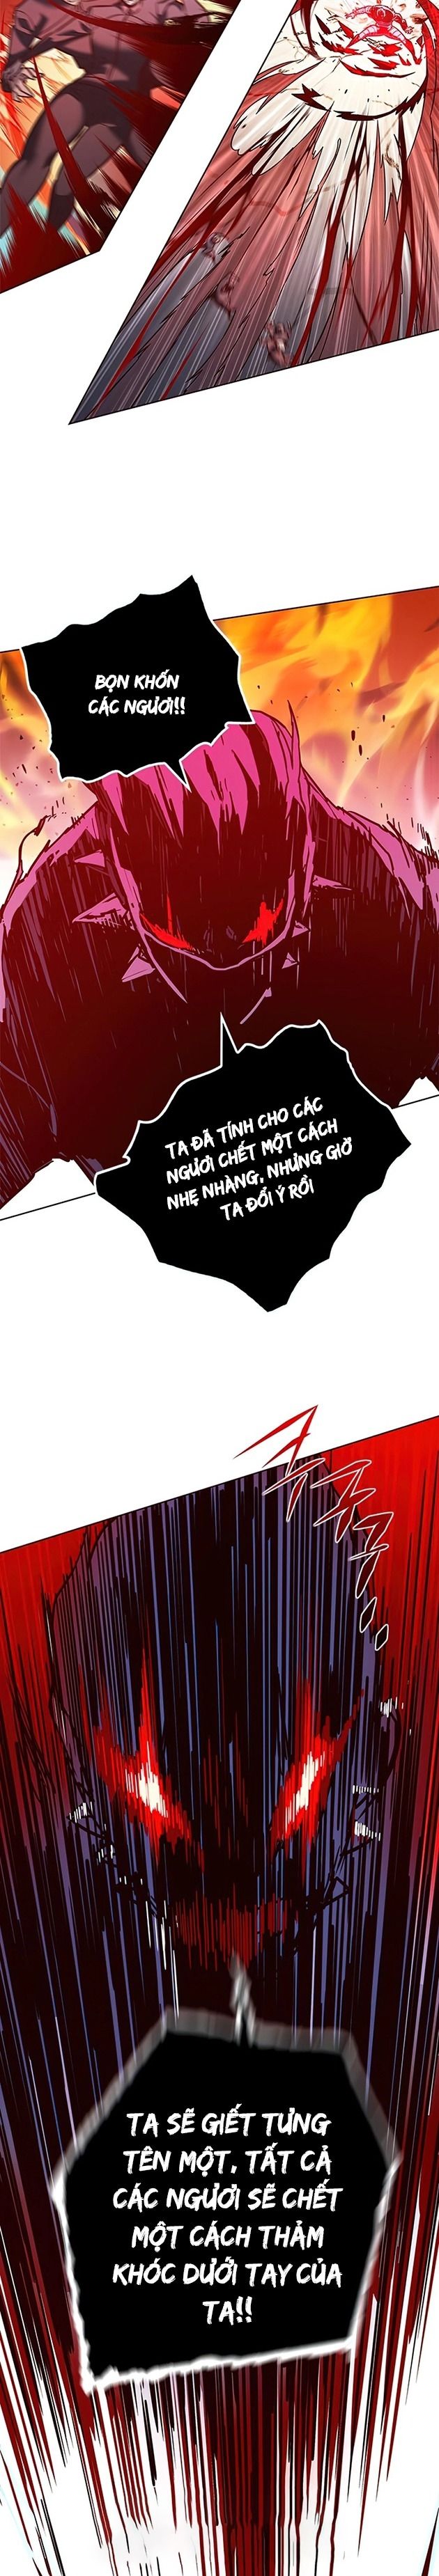 BỌN KHỐN
CÁC NGƯƠI!!
TA ĐÃ TÍNH CHO CÁC
NGƯƠI CHẾT MỘT CÁCH
NHẸ NHÀNG, NHƯNG GIỜ
TA ĐỔI Ý RỒI
TA SẼ GIẾT TƯNG
TÊN MỘT, TẤT CẢ
CÁC NGƯƠI SẼ CHẾT
MỘT CÁCH THẢM
KHÓC DƯỚI TAY CỦA
TA!!